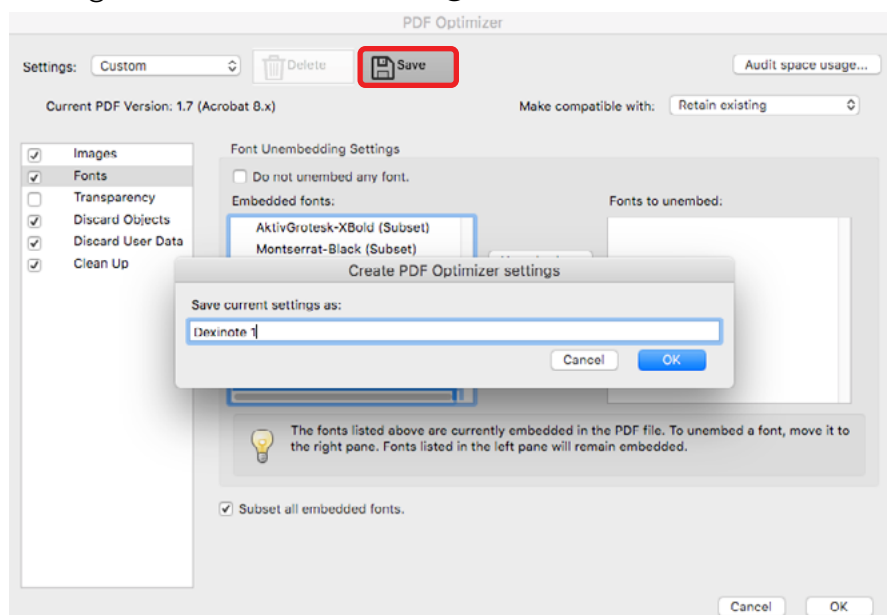 PDF Optimizer
Settings: Custom Delete Save Audit space usage...
Current PDF Version: 1.7 (Acrobat 8.x) Make compatible with: Retain existing
Images
Fonts
Transparency
Discard Objects
Discard User Data
Clean Up
Font Unembedding Settings
Do not unembed any font.
Embedded fonts: Fonts to unembed:
AktivGrotesk-XBold (Subset)
Montserrat-Black (Subset)
Create PDF Optimizer settings
Save current settings as:
Dexinote 1
Cancel OK
The fonts listed above are currently embedded in the PDF file. To unembed a font, move it to
the right pane. Fonts listed in the left pane will remain embedded.
Subset all embedded fonts.
Cancel OK